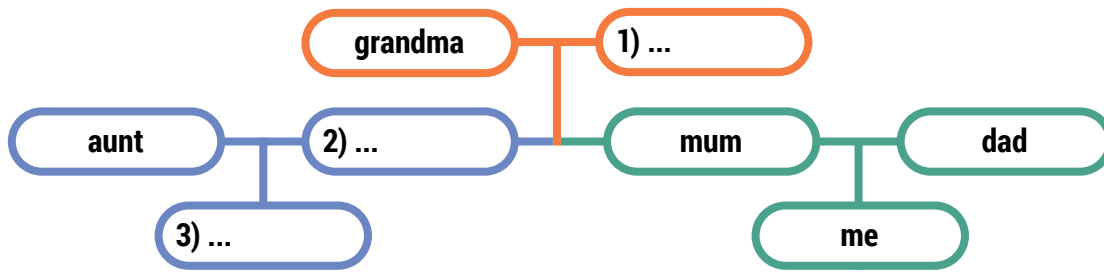 grandma
1) ...
aunt
2) ...
mum
dad
3) ...
me